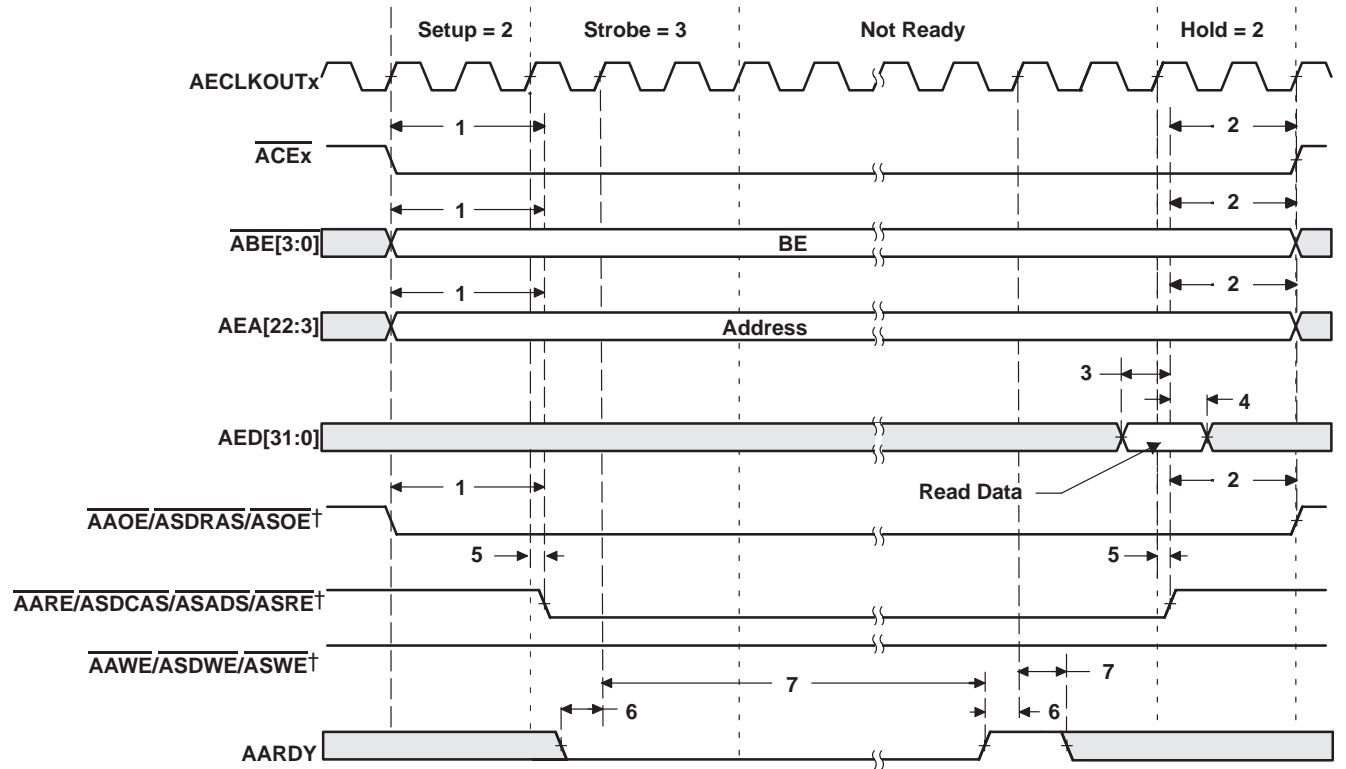 Setup = 2 Strobe = 3 Not Ready Hold = 2
AECLKOUTx
1 2
ACEx
1 2
ABE[3:0] BE
1 2
AEA[22:3] Address
3
4
AED[31:0]
1 Read Data 2
AAOE/ASDRAS/ASOE†
5 5
AARE/ASDCAS/ASADS/ASRE†
AAWE/ASDWE/ASWE†
7 7
6 6
AARDY